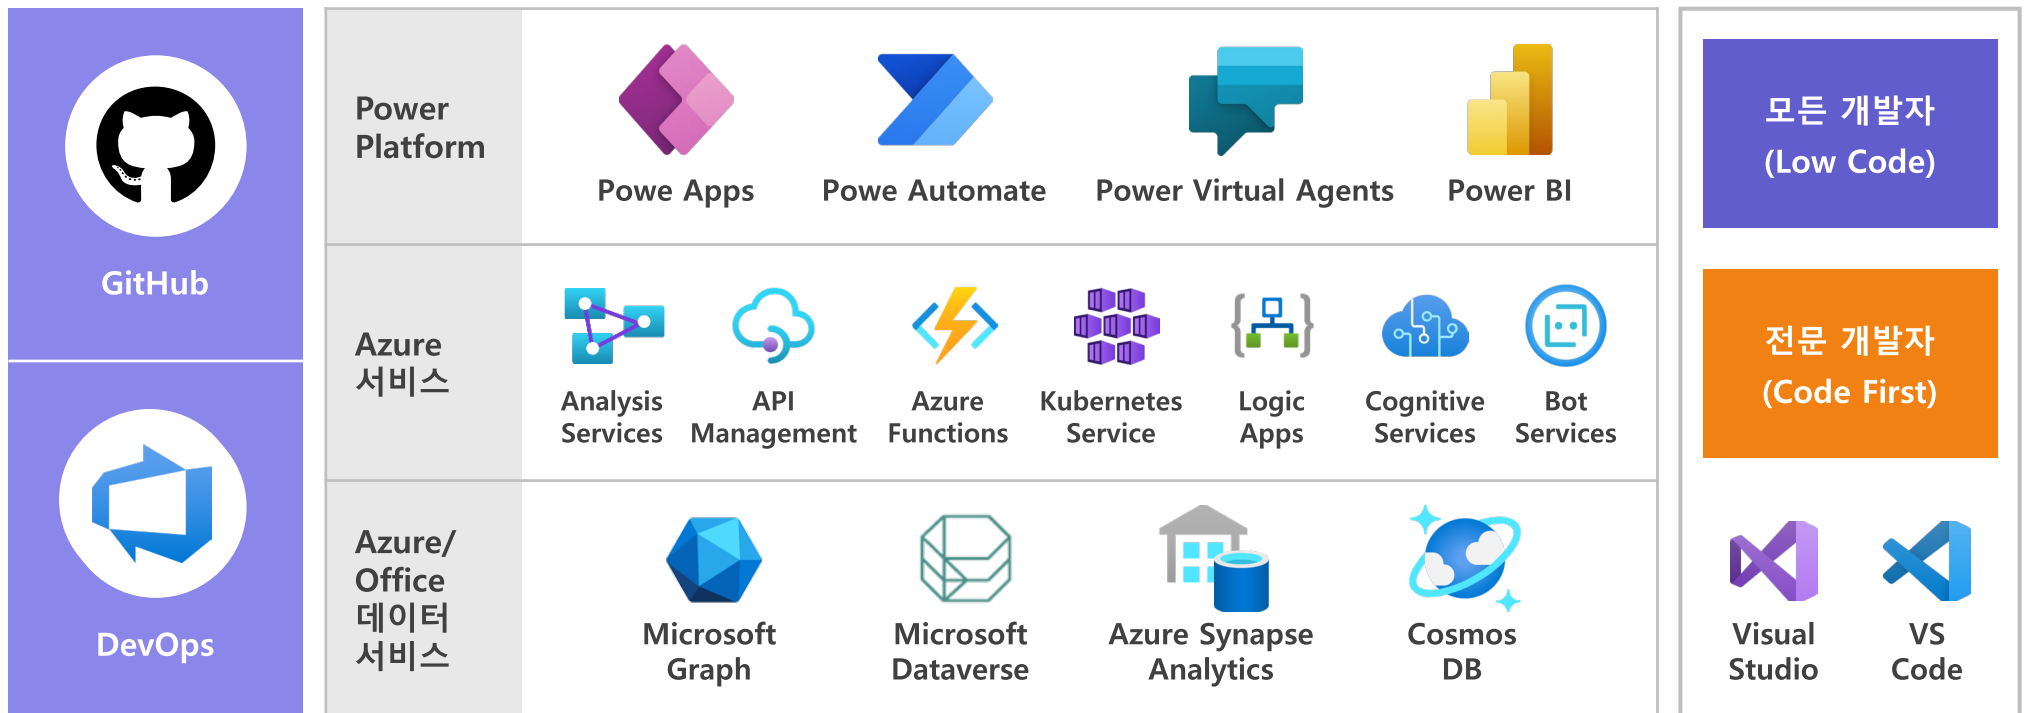 GitHub
DevOps
Power
Platform
Powe Apps
Powe Automate
Power Virtual Agents
Power BI
Azure
서비스
Analysis
Services
API
Management
Azure
Functions
Kubernetes
Service
Logic
Apps
Cognitive
Services
Bot
Services
Azure/
Office
데이터
서비스
Microsoft
Graph
Microsoft
Dataverse
Azure Synapse
Analytics
Cosmos
DB
모든 개발자
(Low Code)
전문 개발자
(Code First)
Visual
Studio
VS
Code